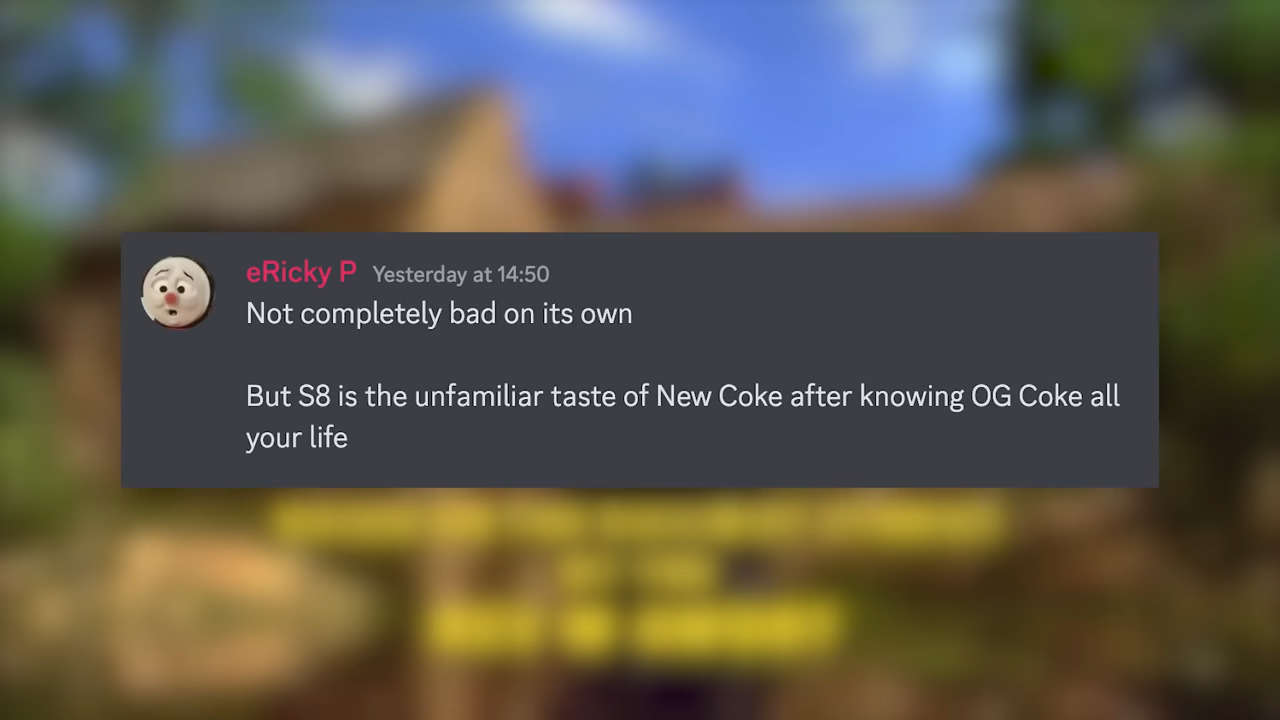 eRicky P Yesterday at 14:50
Not completely bad on its own
But S8 is the unfamiliar taste of New Coke after knowing OG Coke all
your life